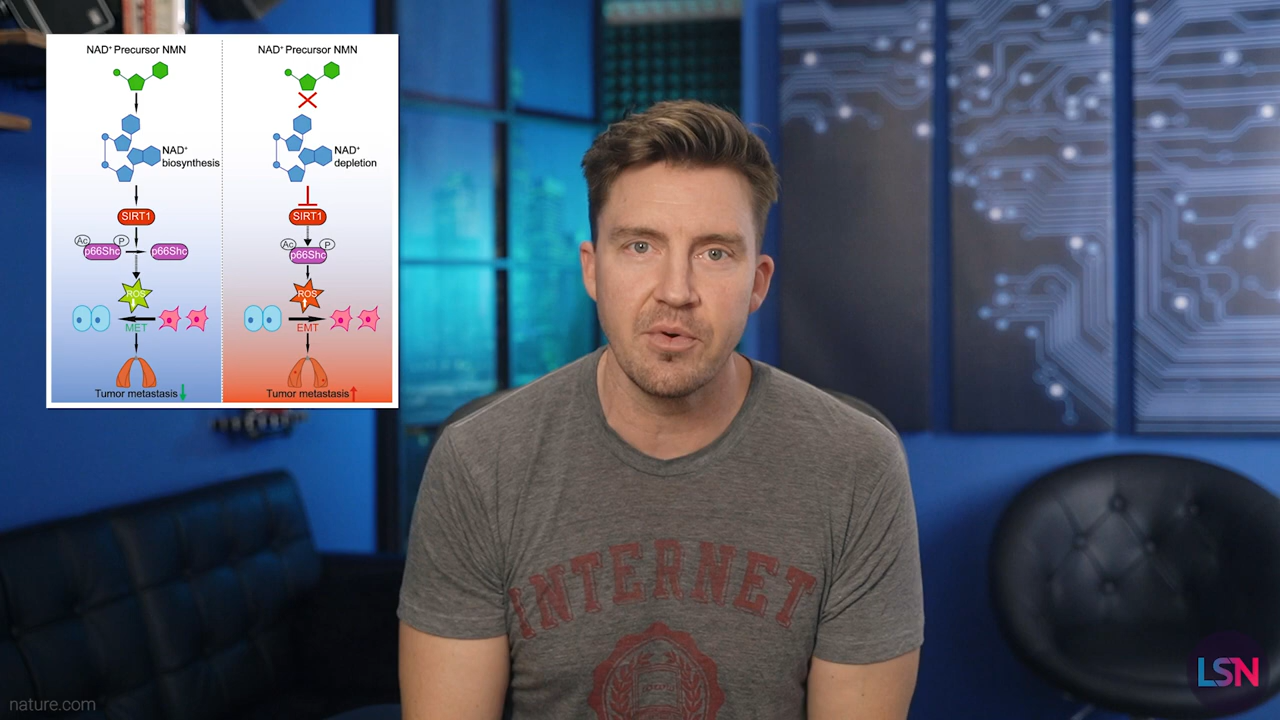 NAD⁺ Precursor NMN
NAD⁺
biosynthesis
SIRT1
Ac
P
p66Shc
p66Shc
ROS
MET
Tumor metastasis
NAD⁺ Precursor NMN
NAD⁺
depletion
SIRT1
Ac
P
p66Shc
ROS
EMT
Tumor metastasis
INTERNET
LSN
nature.com